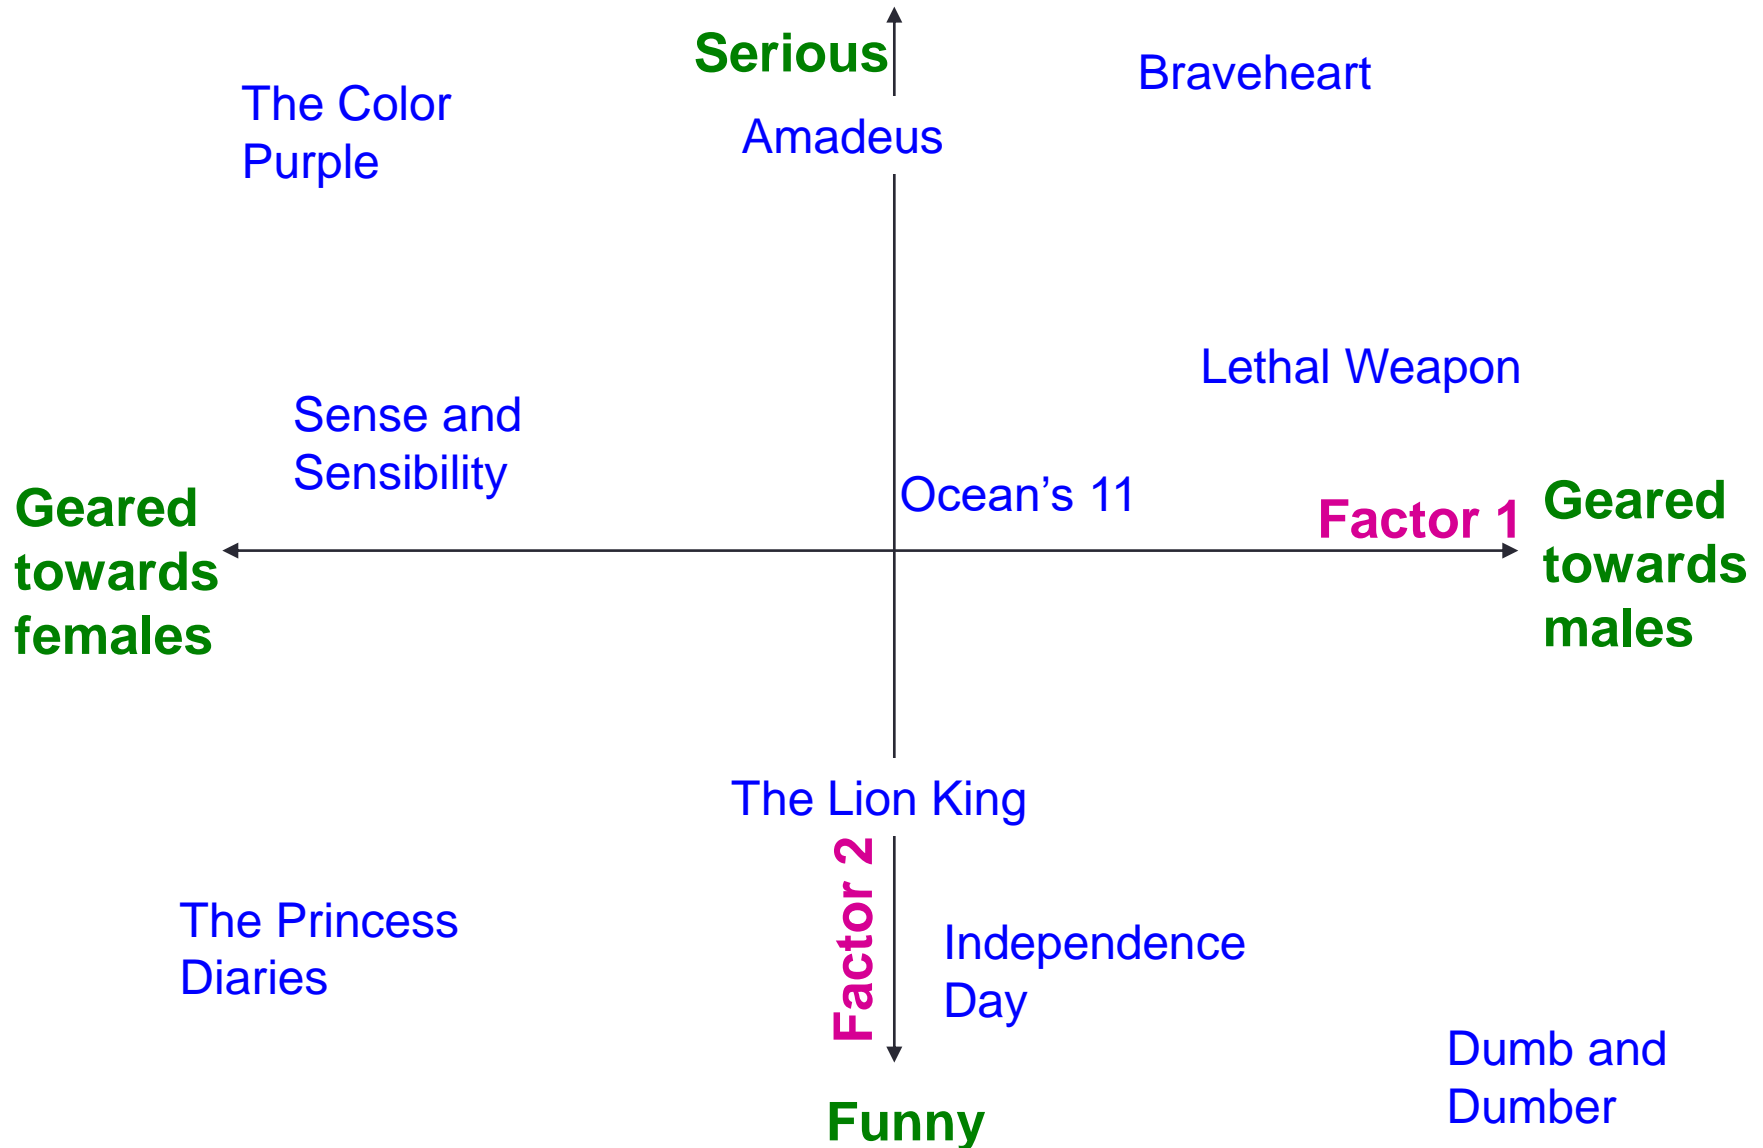 Serious
Braveheart
The Color
Purple
Amadeus
Lethal Weapon
Sense and
Sensibility
Ocean’s 11
Geared
towards
females
Factor 1
Geared
towards
males
The Lion King
Factor 2
The Princess
Diaries
Independence
Day
Dumb and
Dumber
Funny